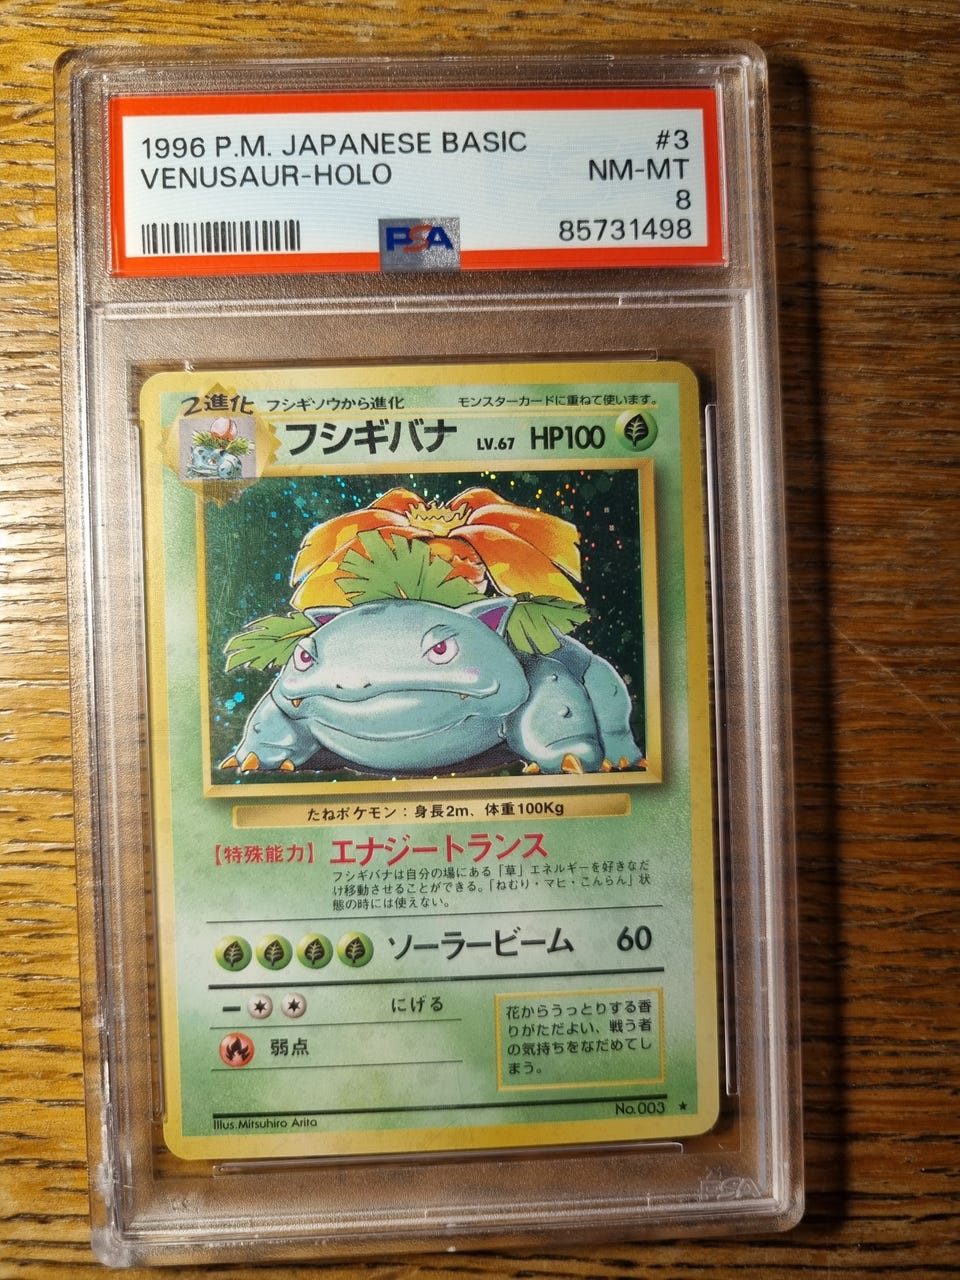 1996 P.M. JAPANESE BASIC #3
VENUSAUR-HOLO NM-MT
8
PSA 85731498
2進化 フシギソウから進化 モンスターカードに重ねて使います。
フシギバナ LV.67 HP100
たねポケモン：身長2m、体重100Kg
【特殊能力】 エナジートランス
フシギバナは自分の場にある「草」エネルギーを好きなだ
け移動させることができる。「ねむり・マヒ・こんらん」状
態の時には使えない。
ソーラービーム 60
− にげる
弱点
花からうっとりする香
りがただよい、戦う者
の気持ちをなだめてし
まう。
No.003 ★
Illus.Mitsuhiro Arita
PSA